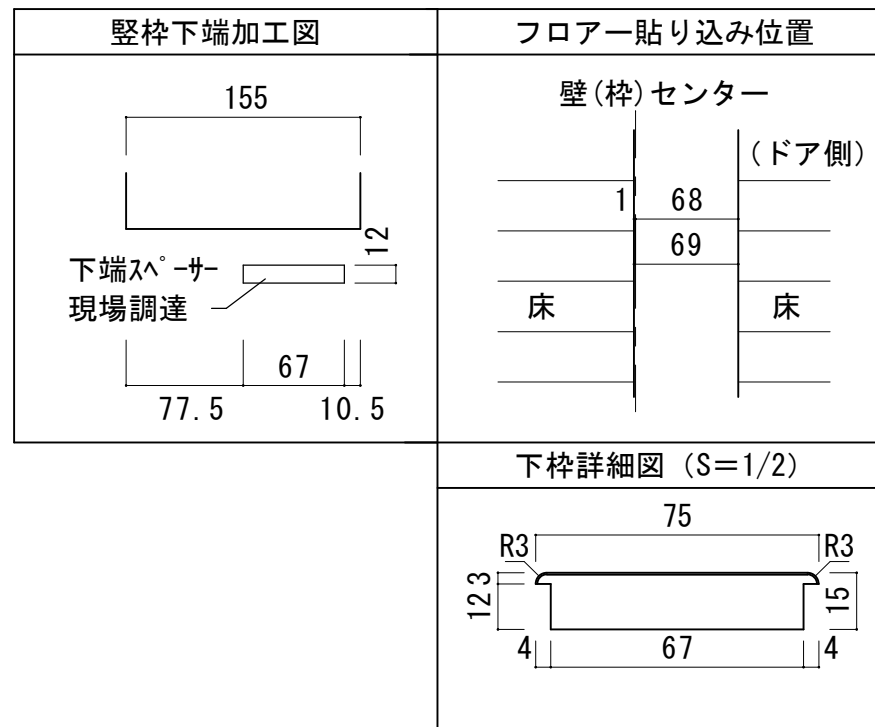 竪枠下端加工図
155
12
下端ｽﾍﾟｰｻｰ
現場調達
67
77.5
10.5
フロアー貼り込み位置
壁(枠)センター
(ドア側)
1
68
69
床
床
下枠詳細図 (S=1/2)
75
R3
R3
3
12
15
4
67
4